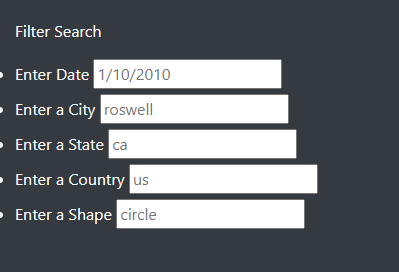 Filter Search
Enter Date 1/10/2010
Enter a City roswell
Enter a State ca
Enter a Country us
Enter a Shape circle